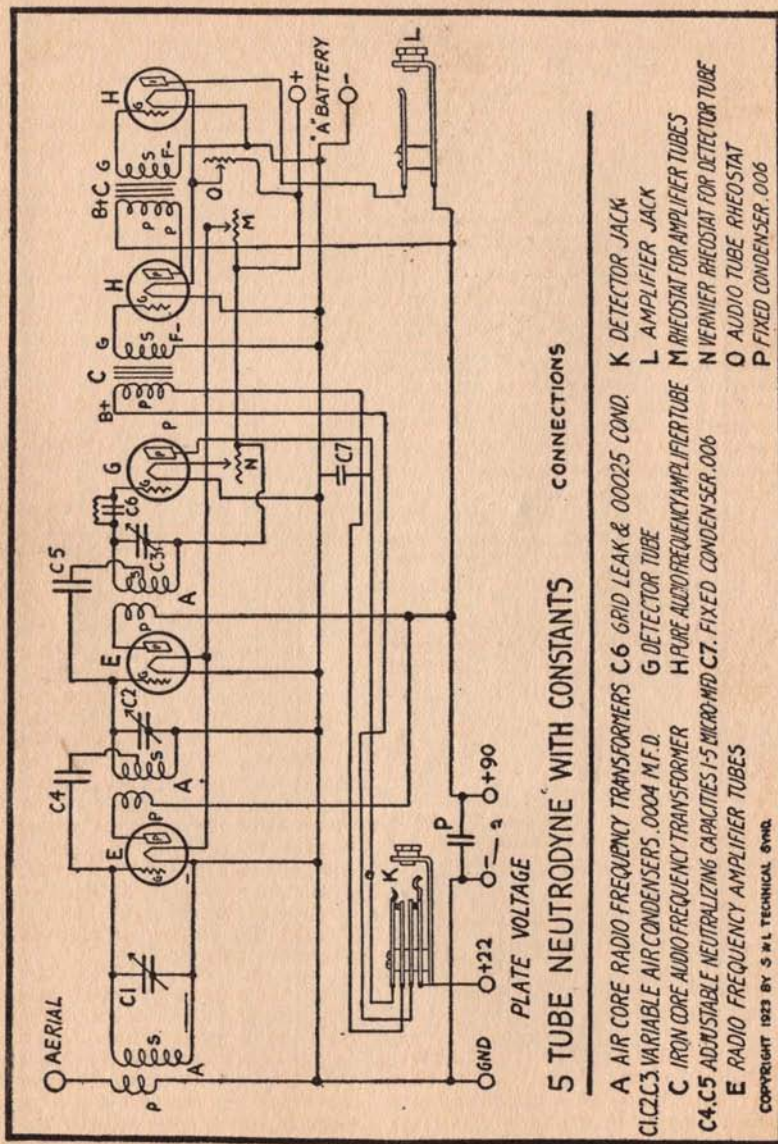 AERIAL
C4
C5
C1
S
P
A
E
G
P
P
C2
S
A
E
G
P
P
C3
S
A
C6
G
G
P
N
P
B+
C
P
G
S
F-
H
G
P
B+
C
P
P
G
S
F-
H
G
P
O
M
C7
+
"A" BATTERY
-
K
L
P
GND
+22
-
+90
PLATE VOLTAGE
5 TUBE NEUTRODYNE WITH CONSTANTS
CONNECTIONS
A AIR CORE RADIO FREQUENCY TRANSFORMERS
C1.C2.C3 VARIABLE AIR CONDENSERS .0004 M.F.D.
C IRON CORE AUDIO FREQUENCY TRANSFORMER
C4.C5 ADJUSTABLE NEUTRALIZING CAPACITIES 1-5 MICRO-MFD
E RADIO FREQUENCY AMPLIFIER TUBES
C6 GRID LEAK & 00025 COND.
G DETECTOR TUBE
H PURE AUDIO FREQUENCY AMPLIFIER TUBE
C7. FIXED CONDENSER .006
K DETECTOR JACK
L AMPLIFIER JACK
M RHEOSTAT FOR AMPLIFIER TUBES
N VERNIER RHEOSTAT FOR DETECTOR TUBE
O AUDIO TUBE RHEOSTAT
P FIXED CONDENSER .006
COPYRIGHT 1923 BY S & L TECHNICAL SYND.